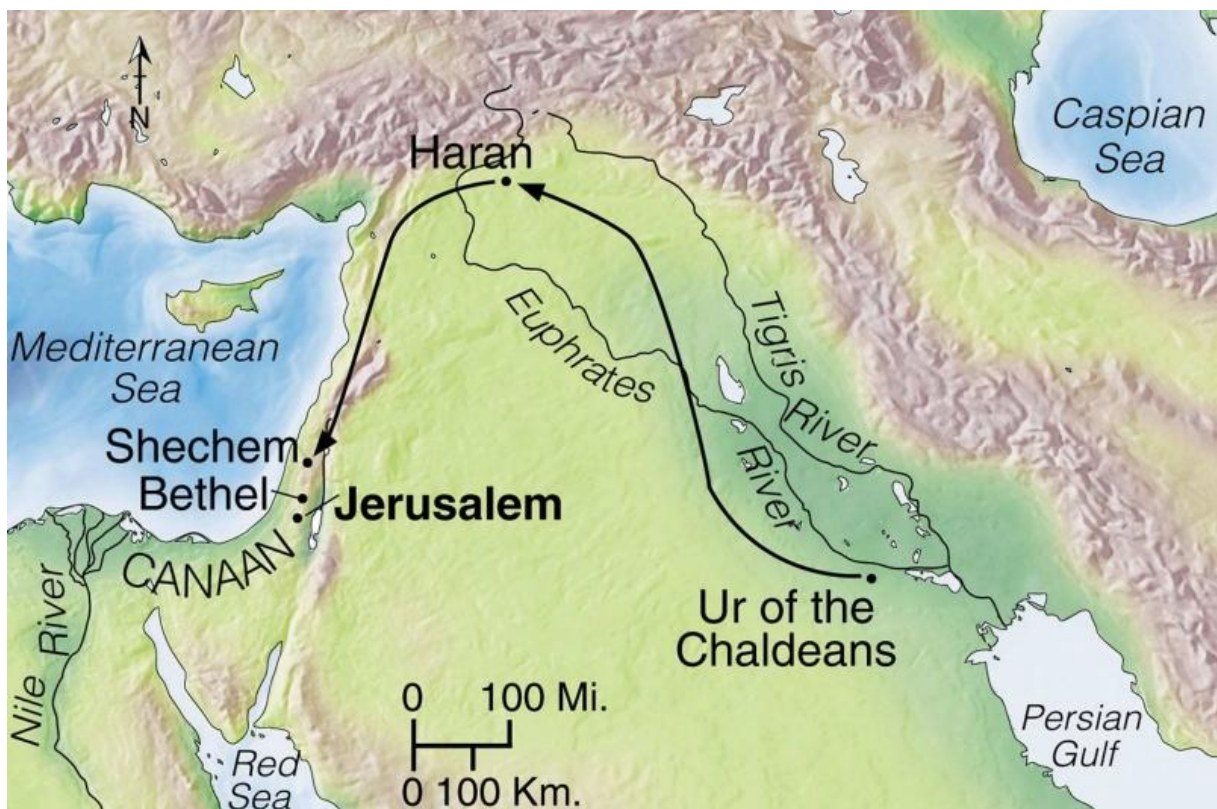 N
Caspian
Sea
Haran
Euphrates
River
Tigris
River
Mediterranean
Sea
Shechem
Bethel
Jerusalem
CANAAN
Ur of the
Chaldeans
Nile
River
0 100 Mi.
0 100 Km.
Red
Sea
Persian
Gulf